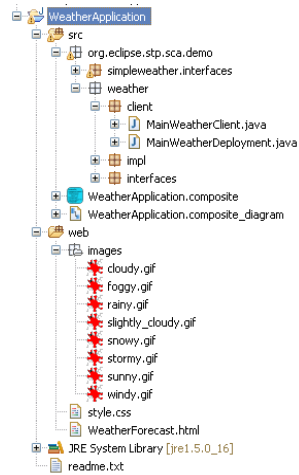 WeatherApplication
src
org.eclipse.stp.sca.demo
simpleweather.interfaces
weather
client
MainWeatherClient.java
MainWeatherDeployment.java
impl
interfaces
WeatherApplication.composite
WeatherApplication.composite_diagram
web
images
cloudy.gif
foggy.gif
rainy.gif
slightly_cloudy.gif
snowy.gif
stormy.gif
sunny.gif
windy.gif
style.css
WeatherForecast.html
JRE System Library [jre1.5.0_16]
readme.txt